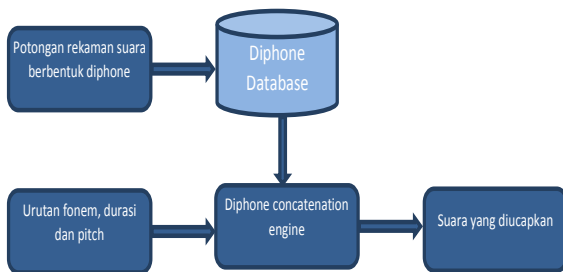 Potongan rekaman suara
berbentuk diphone
Diphone
Database
Urutan fonem, durasi
dan pitch
Diphone concatenation
engine
Suara yang diucapkan